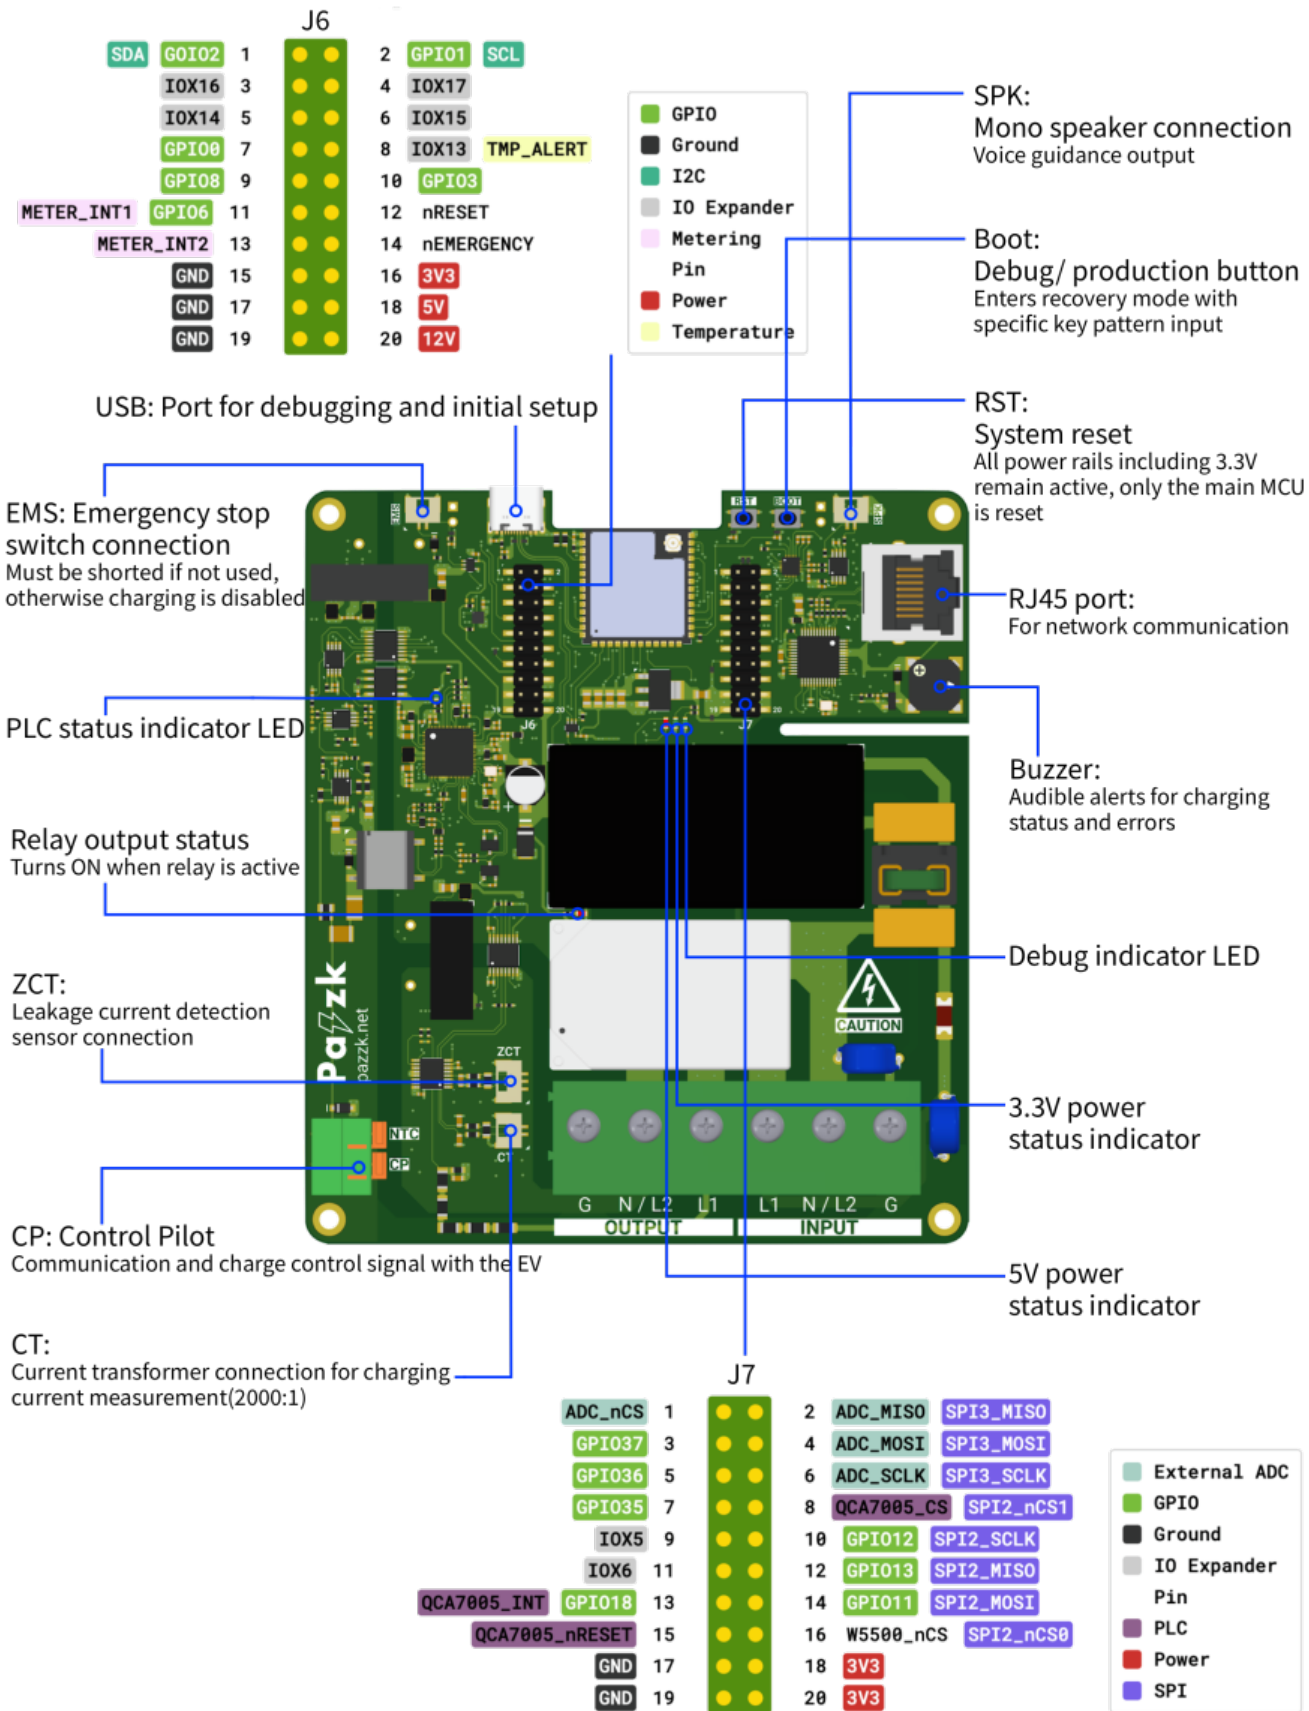 J6
SDA GOIO2 1 2 GPIO1 SCL
IOX16 3 4 IOX17
IOX14 5 6 IOX15
GPIO0 7 8 IOX13 TMP_ALERT
GPIO8 9 10 GPIO3
METER_INT1 GPIO6 11 12 nRESET
METER_INT2 13 14 nEMERGENCY
GND 15 16 3V3
GND 17 18 5V
GND 19 20 12V
GPIO
Ground
I2C
IO Expander
Metering
Pin
Power
Temperature
SPK:
Mono speaker connection
Voice guidance output
Boot:
Debug/ production button
Enters recovery mode with
specific key pattern input
RST:
System reset
All power rails including 3.3V
remain active, only the main MCU
is reset
USB: Port for debugging and initial setup
EMS: Emergency stop
switch connection
Must be shorted if not used,
otherwise charging is disabled
RJ45 port:
For network communication
PLC status indicator LED
Buzzer:
Audible alerts for charging
status and errors
Relay output status
Turns ON when relay is active
Debug indicator LED
ZCT:
Leakage current detection
sensor connection
3.3V power
status indicator
CP: Control Pilot
Communication and charge control signal with the EV
5V power
status indicator
CT:
Current transformer connection for charging
current measurement(2000:1)
EMS
RST
BOOT
SPK
1 2
19 20
J6
2
19 20
J7
CAUTION
Pazzk
pazzk.net
ZCT
CT
NTC
CP
G N / L2 L1 L1 N / L2 G
OUTPUT INPUT
J7
ADC_nCS 1 2 ADC_MISO SPI3_MISO
GPIO37 3 4 ADC_MOSI SPI3_MOSI
GPIO36 5 6 ADC_SCLK SPI3_SCLK
GPIO35 7 8 QCA7005_CS SPI2_nCS1
IOX5 9 10 GPIO12 SPI2_SCLK
IOX6 11 12 GPIO13 SPI2_MISO
QCA7005_INT GPIO18 13 14 GPIO11 SPI2_MOSI
QCA7005_nRESET 15 16 W5500_nCS SPI2_nCS0
GND 17 18 3V3
GND 19 20 3V3
External ADC
GPIO
Ground
IO Expander
Pin
PLC
Power
SPI